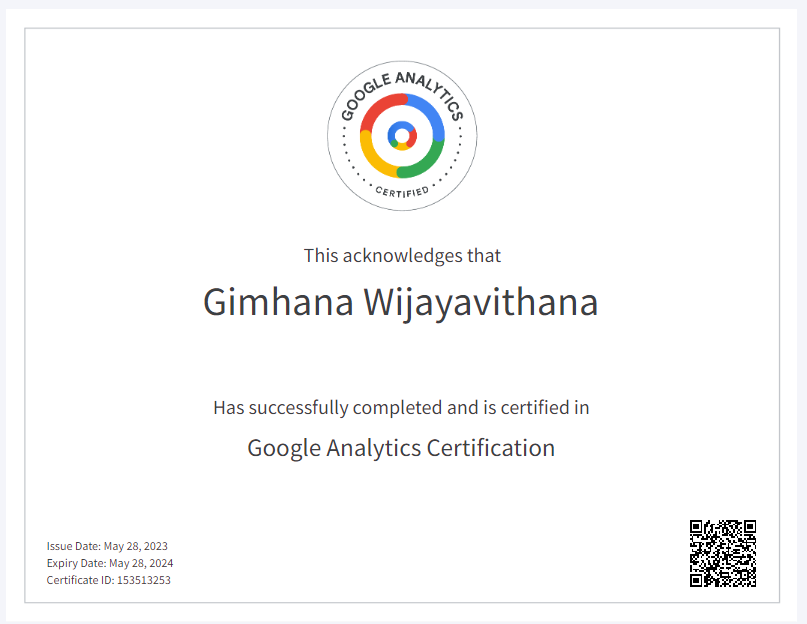 GOOGLE ANALYTICS
CERTIFIED
This acknowledges that
Gimhana Wijayavithana
Has successfully completed and is certified in
Google Analytics Certification
Issue Date: May 28, 2023
Expiry Date: May 28, 2024
Certificate ID: 153513253